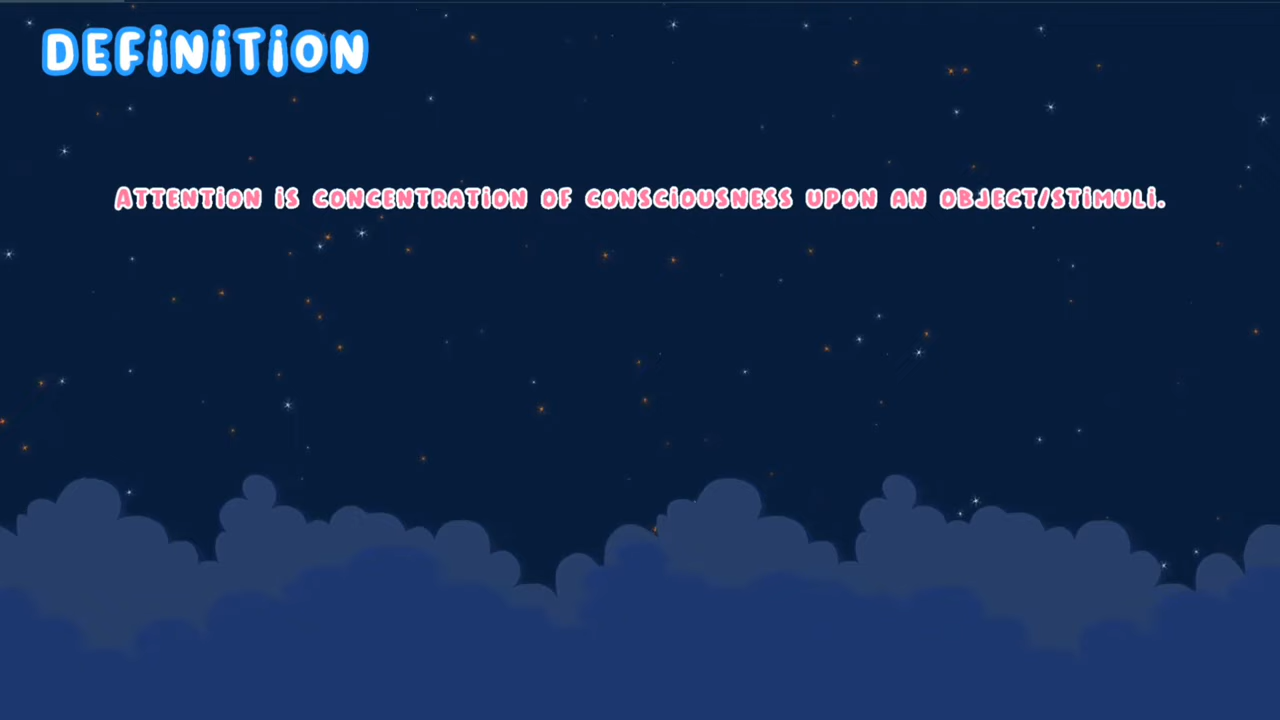 DEFINITION
ATTENTION IS CONCENTRATION OF CONSCIOUSNESS UPON AN OBJECT/STIMULI.